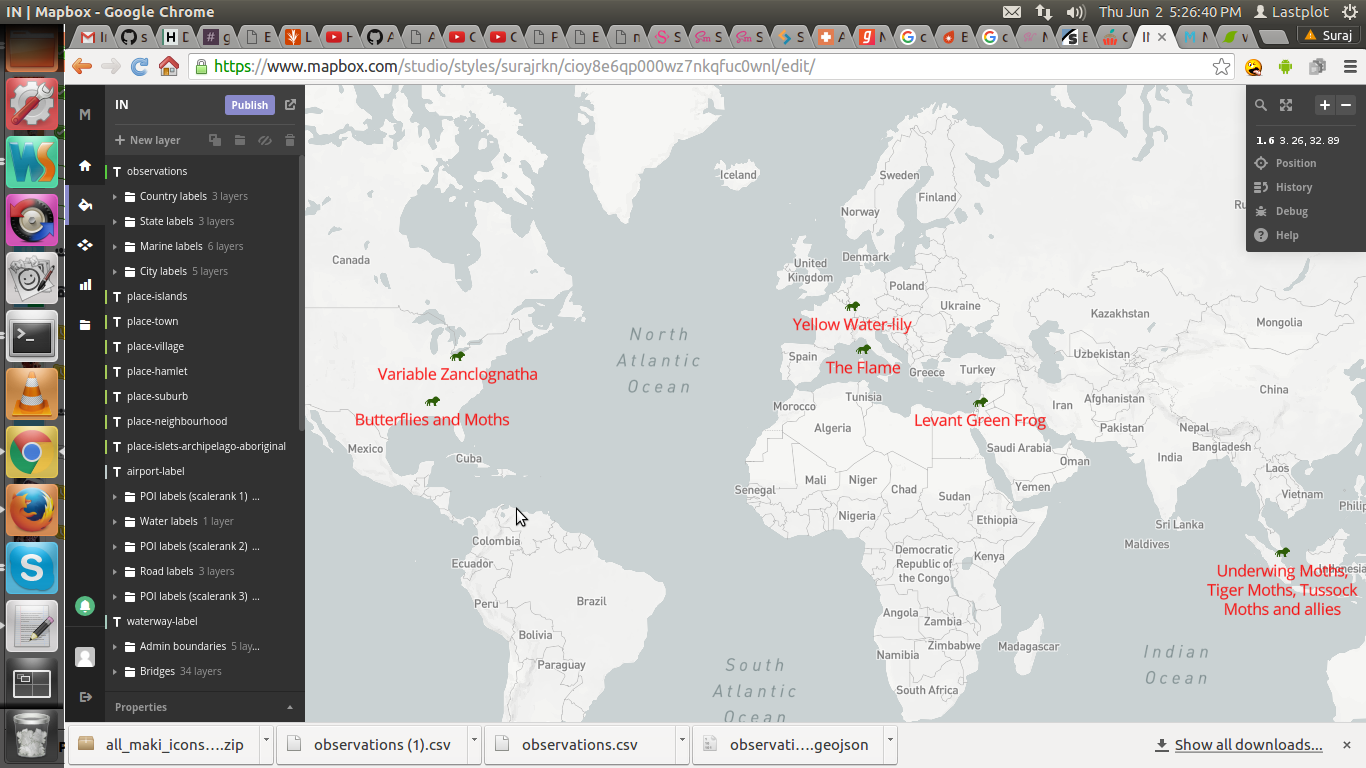 IN | Mapbox - Google Chrome
Thu Jun 2 5:26:40 PM Lastplot
Suraj
https://www.mapbox.com/studio/styles/surajrkn/cioy8e6qp000wz7nkqfuc0wnl/edit/
IN
Publish
New layer
observations
Country labels 3 layers
State labels 3 layers
Marine labels 6 layers
City labels 5 layers
place-islands
place-town
place-village
place-hamlet
place-suburb
place-neighbourhood
place-islets-archipelago-aboriginal
airport-label
POI labels (scalerank 1) ...
Water labels 1 layer
POI labels (scalerank 2) ...
Road labels 3 layers
POI labels (scalerank 3) ...
waterway-label
Admin boundaries 5 lay...
Bridges 34 layers
Properties
1.6 3.26, 32.89
Position
History
Debug
Help
Iceland
Sweden
Finland
Norway
Ru
Canada
United
Kingdom
Denmark
Poland
Ukraine
Kazakhstan
Mongolia
Yellow Water-lily
North
Atlantic
Ocean
Spain
The Flame
Greece
Turkey
Uzbekistan
China
Variable Zanclognatha
Butterflies and Moths
Morocco
Tunisia
Levant Green Frog
Iran
Afghanistan
Algeria
Pakistan
Nepal
Mexico
Cuba
Saudi Arabia
Oman
India
Bangladesh
Laos
Mali
Niger
Chad
Sudan
Yemen
Senegal
Vietnam
Philip
Nigeria
Ethiopia
Sri Lanka
Colombia
Maldives
Ecuador
Democratic
Republic of
the Congo
Kenya
Underwing Moths,
Tiger Moths, Tussock
Moths and allies
Peru
Brazil
Angola
Zambia
Bolivia
Zimbabwe
Madagascar
Namibia
Paraguay
South
Atlantic
Ocean
Indian
Ocean
South Africa
all_maki_icons....zip
observations (1).csv
observations.csv
observati....geojson
Show all downloads...